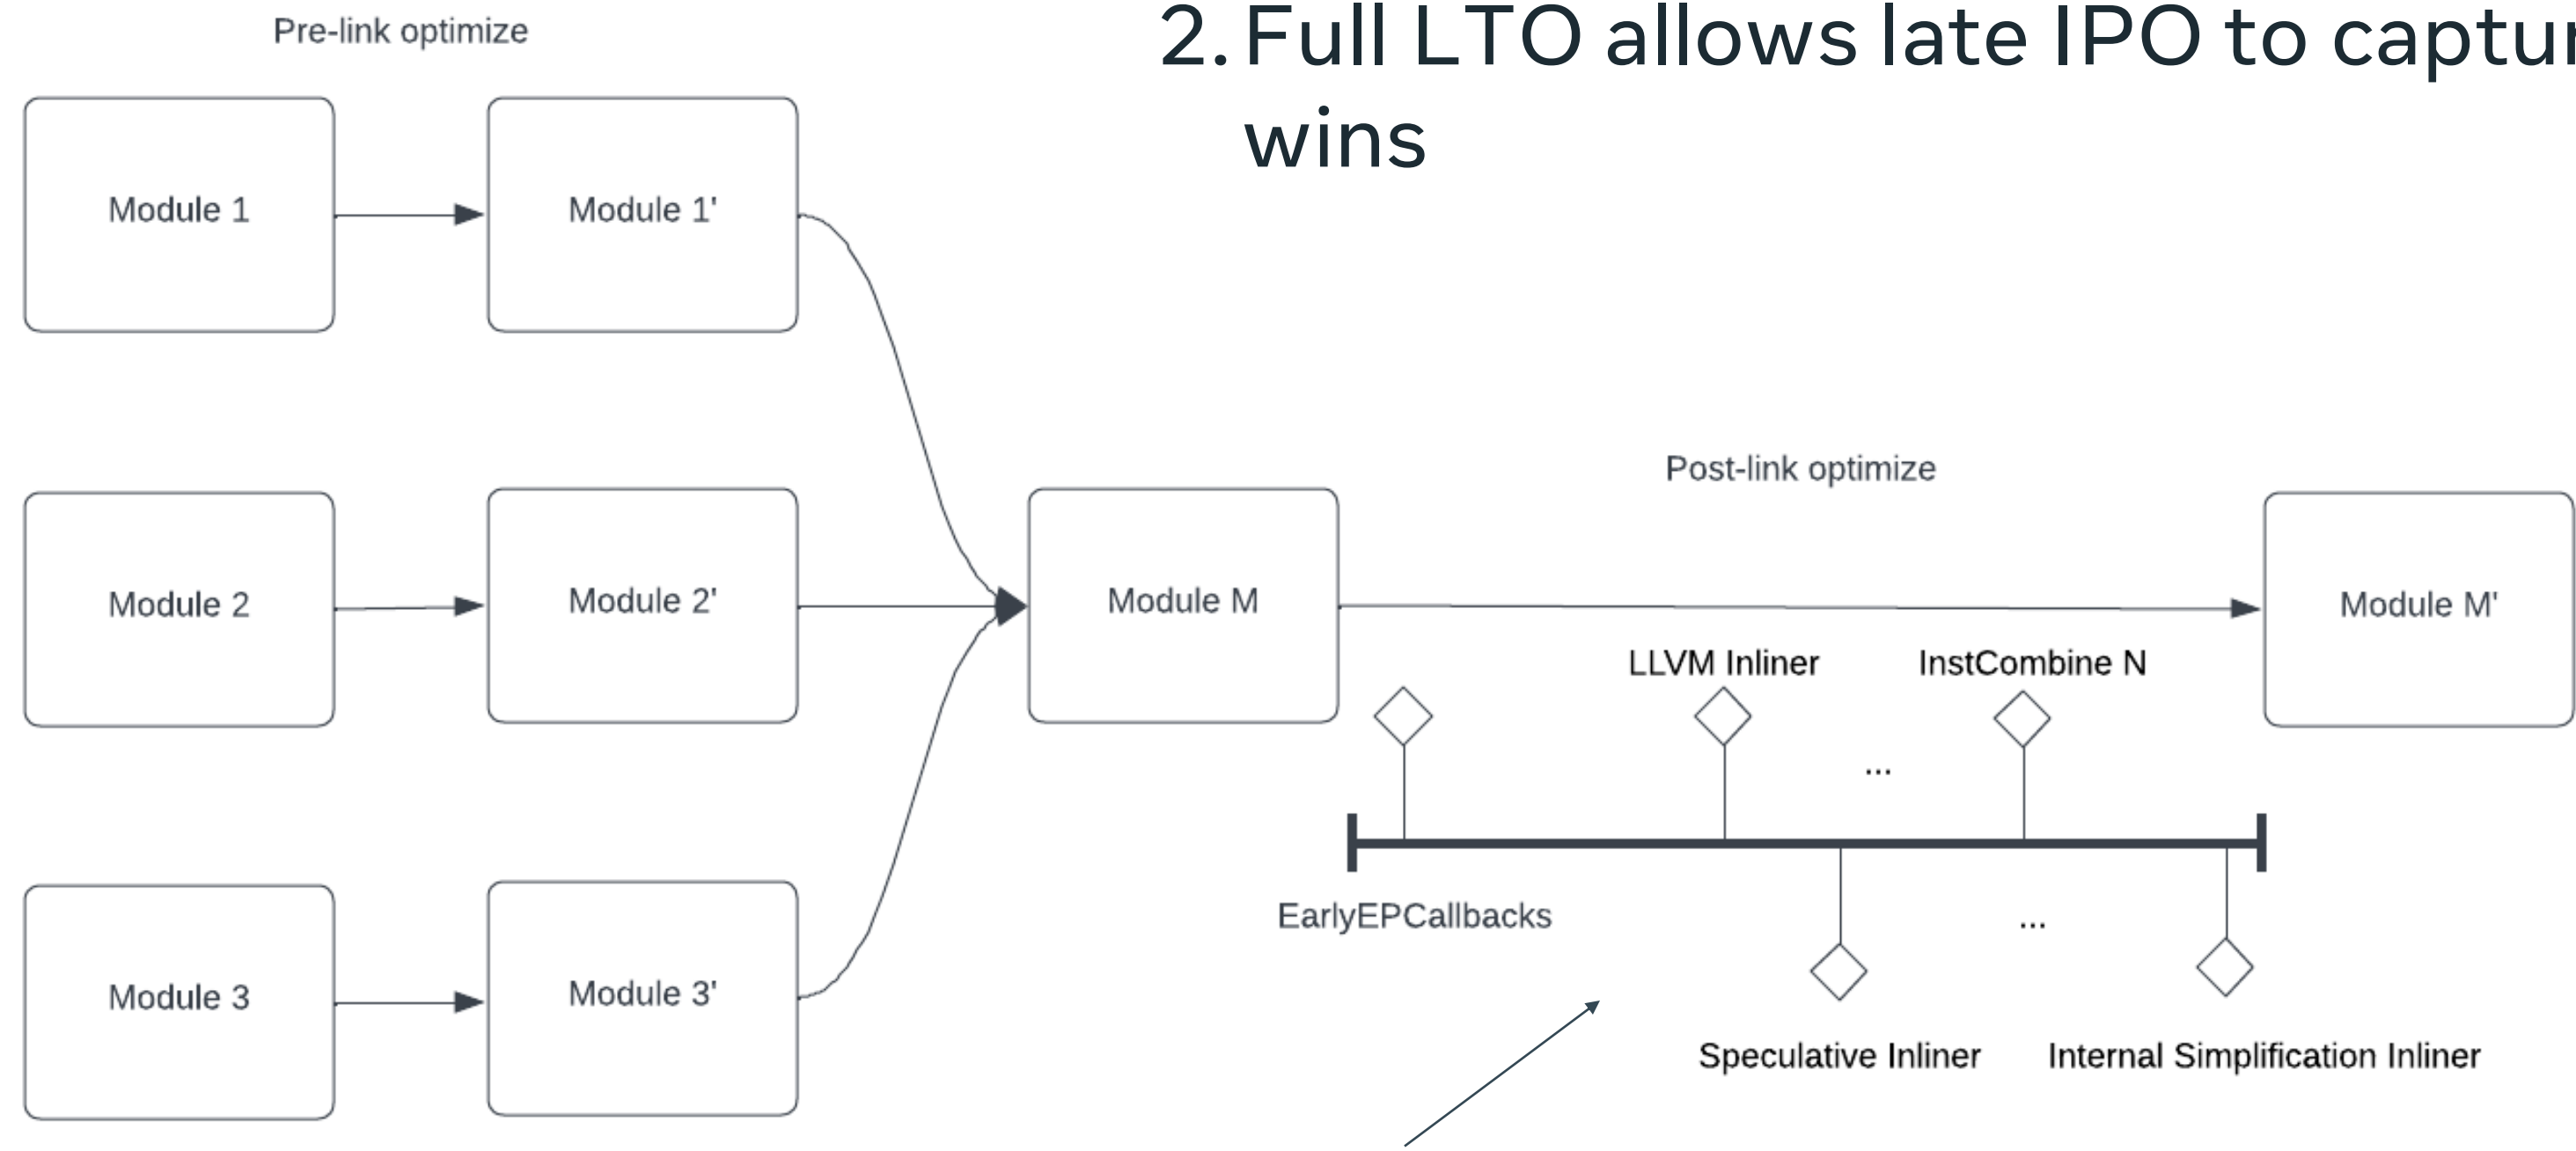 Pre-link optimize
2. Full LTO allows late IPO to captur
wins
Module 1
Module 1'
Post-link optimize
Module 2
Module 2'
Module M
Module M'
LLVM Inliner
InstCombine N
...
EarlyEPCallbacks
...
Module 3
Module 3'
Speculative Inliner
Internal Simplification Inliner